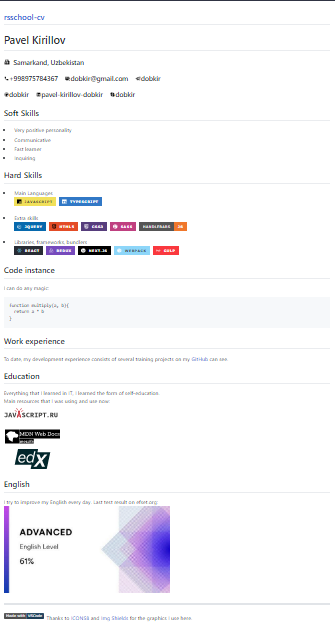 rsschool-cv
Pavel Kirillov
Samarkand, Uzbekistan
+998975784367 dobkir@gmail.com dobkir
dobkir pavel-kirillov-dobkir dobkir
Soft Skills
Very positive personality
Communicative
Fast learner
Inquiring
Hard Skills
Main Languages
JAVASCRIPT TYPESCRIPT
Extra skills
JQUERY HTML5 CSS3 SASS HANDLEBARS
Libraries, frameworks, bundlers
REACT REDUX NEXT.JS WEBPACK GULP
Code instance
I can do any magic:
function multiply(a, b){
return a * b
}
Work experience
To date, my development experience consists of several training projects on my GitHub can see.
Education
Everything that I learned in IT, I learned the form of self-education.
Main resources that I was using and use now:
JAVASCRIPT.RU
MDN Web Docs
edX
English
I try to improve my English every day. Last test result on efset.org.
ADVANCED
English Level
61%
Made with VSCode Thanks to ICONS8 and Img Shields for the graphics I use here.